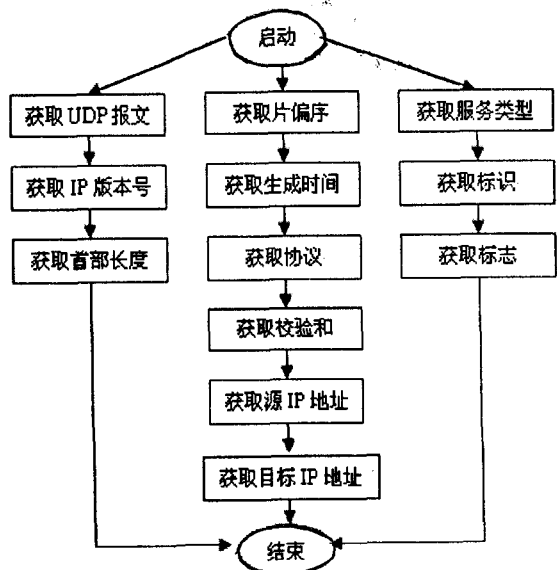 启动
获取 UDP 报文
获取片偏序
获取服务类型
获取 IP 版本号
获取生成时间
获取标识
获取首部长度
获取协议
获取标志
获取校验和
获取源 IP 地址
获取目标 IP 地址
结束